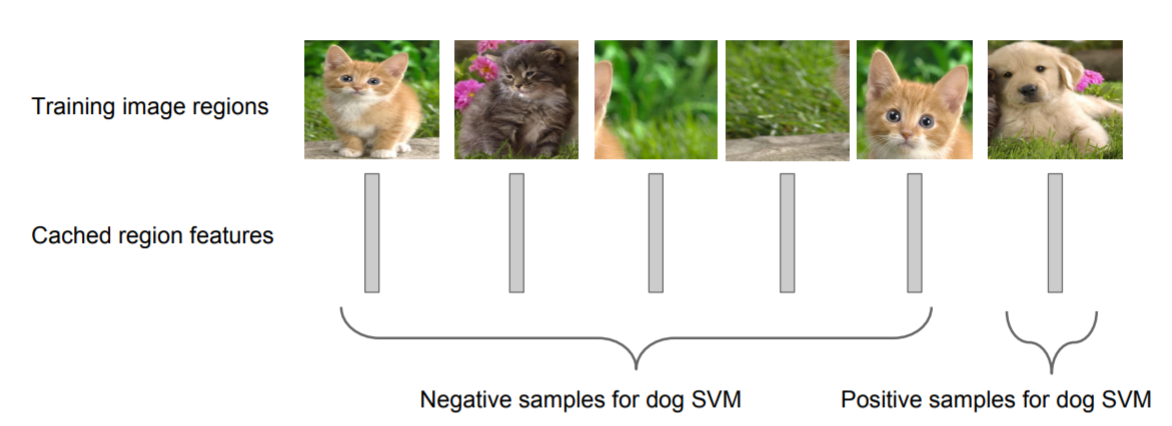 Training image regions
Cached region features
Negative samples for dog SVM
Positive samples for dog SVM